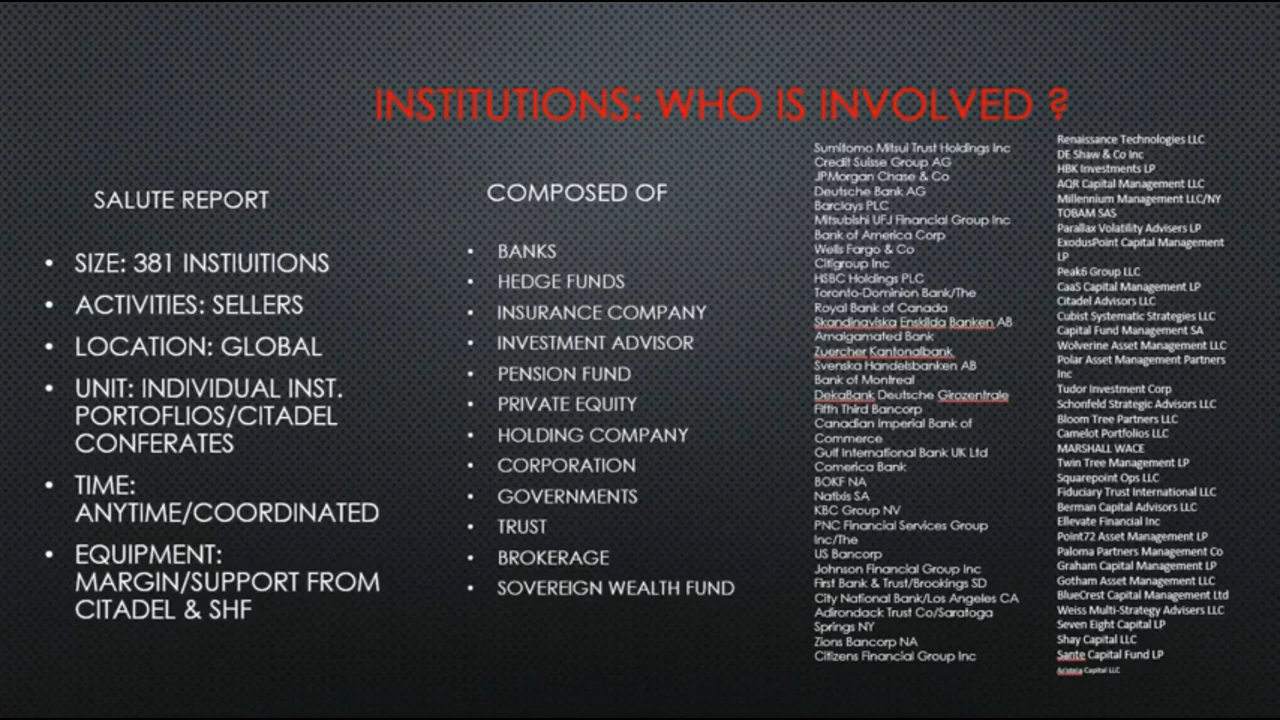 INSTITUTIONS: WHO IS INVOLVED ?
SALUTE REPORT
• SIZE: 381 INSTIUITIONS
• ACTIVITIES: SELLERS
• LOCATION: GLOBAL
• UNIT: INDIVIDUAL INST.
PORTOFLIOS/CITADEL
CONFERATES
• TIME:
ANYTIME/COORDINATED
• EQUIPMENT:
MARGIN/SUPPORT FROM
CITADEL & SHF
COMPOSED OF
• BANKS
• HEDGE FUNDS
• INSURANCE COMPANY
• INVESTMENT ADVISOR
• PENSION FUND
• PRIVATE EQUITY
• HOLDING COMPANY
• CORPORATION
• GOVERNMENTS
• TRUST
• BROKERAGE
• SOVEREIGN WEALTH FUND
Sumitomo Mitsui Trust Holdings Inc
Credit Suisse Group AG
JPMorgan Chase & Co
Deutsche Bank AG
Barclays PLC
Mitsubishi UFJ Financial Group Inc
Bank of America Corp
Wells Fargo & Co
Citigroup Inc
HSBC Holdings PLC
Toronto-Dominion Bank/The
Royal Bank of Canada
Skandinaviska Enskilda Banken AB
Amalgamated Bank
Zuercher Kantonalbank
Svenska Handelsbanken AB
Bank of Montreal
DekaBank Deutsche Girozentrale
Fifth Third Bancorp
Canadian Imperial Bank of
Commerce
Gulf International Bank UK Ltd
Comerica Bank
BOKF NA
Natixis SA
KBC Group NV
PNC Financial Services Group
Inc/The
US Bancorp
Johnson Financial Group Inc
First Bank & Trust/Brookings SD
City National Bank/Los Angeles CA
Adirondack Trust Co/Saratoga
Springs NY
Zions Bancorp NA
Citizens Financial Group Inc
Renaissance Technologies LLC
DE Shaw & Co Inc
HBK Investments LP
AQR Capital Management LLC
Millennium Management LLC/NY
TOBAM SAS
Parallax Volatility Advisers LP
ExodusPoint Capital Management
LP
Peak6 Group LLC
CaaS Capital Management LP
Citadel Advisors LLC
Cubist Systematic Strategies LLC
Capital Fund Management SA
Wolverine Asset Management LLC
Polar Asset Management Partners
Inc
Tudor Investment Corp
Schonfeld Strategic Advisors LLC
Bloom Tree Partners LLC
Camelot Portfolios LLC
MARSHALL WACE
Twin Tree Management LP
Squarepoint Ops LLC
Fiduciary Trust International LLC
Berman Capital Advisors LLC
Ellevate Financial Inc
Point72 Asset Management LP
Paloma Partners Management Co
Graham Capital Management LP
Gotham Asset Management LLC
BlueCrest Capital Management Ltd
Weiss Multi-Strategy Advisers LLC
Seven Eight Capital LP
Shay Capital LLC
Sante Capital Fund LP
Capital LLC